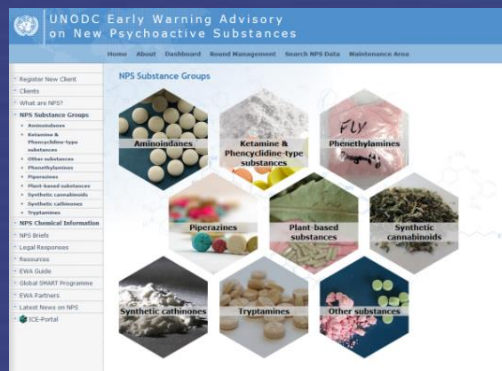 UNODC Early Warning Advisory
on New Psychoactive Substances
Home About Dashboard Round Management Search NPS Data Maintenance Area
Register New Client
Clients
What are NPS?
NPS Substance Groups
Aminoindanes
Ketamine &
Phencyclidine-type
substances
Other substances
Phenethylamines
Piperazines
Plant-based substances
Synthetic cannabinoids
Synthetic cathinones
Tryptamines
NPS Chemical Information
NPS Briefs
Legal Responses
Resources
EWA Guide
Global SMART Programme
EWA Partners
Latest News on NPS
ICE-Portal
NPS Substance Groups
Aminoindanes
Ketamine &
Phencyclidine-type
substances
FLY
Phenethylamines
Piperazines
Plant-based
substances
Synthetic
cannabinoids
Synthetic cathinones
Tryptamines
Other substances